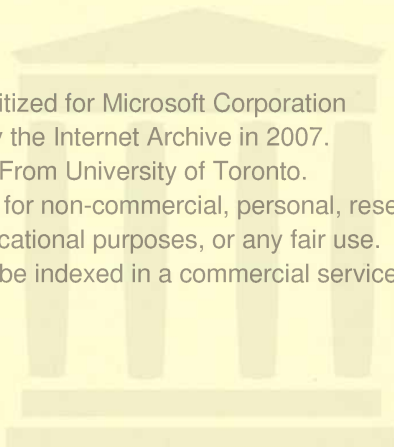 itized for Microsoft Corporation
the Internet Archive in 2007.
From University of Toronto.
for non-commercial, personal, rese
cational purposes, or any fair use.
be indexed in a commercial service